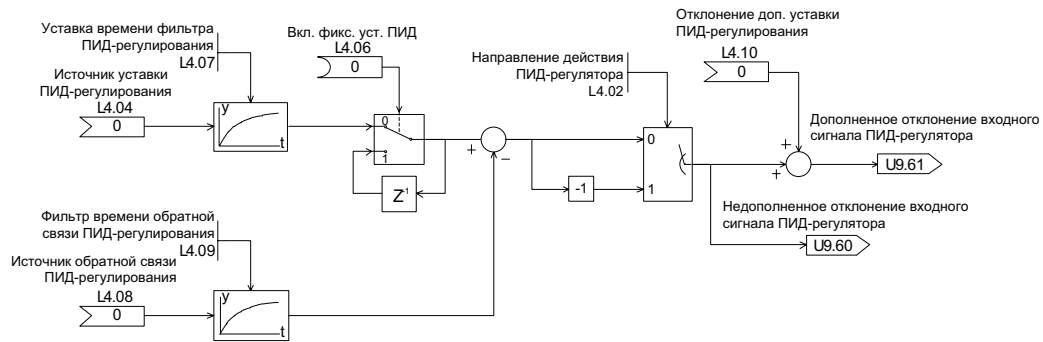 Уставка времени фильтра
ПИД-регулирования
L4.07
Источник уставки
ПИД-регулирования
L4.04
0
y
t
Вкл. фикс. уст. ПИД
L4.06
0
0
1
Z-1
+
−
Направление действия
ПИД-регулятора
L4.02
0
1
-1
Отклонение доп. уставки
ПИД-регулирования
L4.10
0
+
+
Дополненное отклонение входного
сигнала ПИД-регулятора
U9.61
Недополненное отклонение входного
сигнала ПИД-регулятора
U9.60
Фильтр времени обратной
связи ПИД-регулирования
L4.09
Источник обратной связи
ПИД-регулирования
L4.08
0
y
t